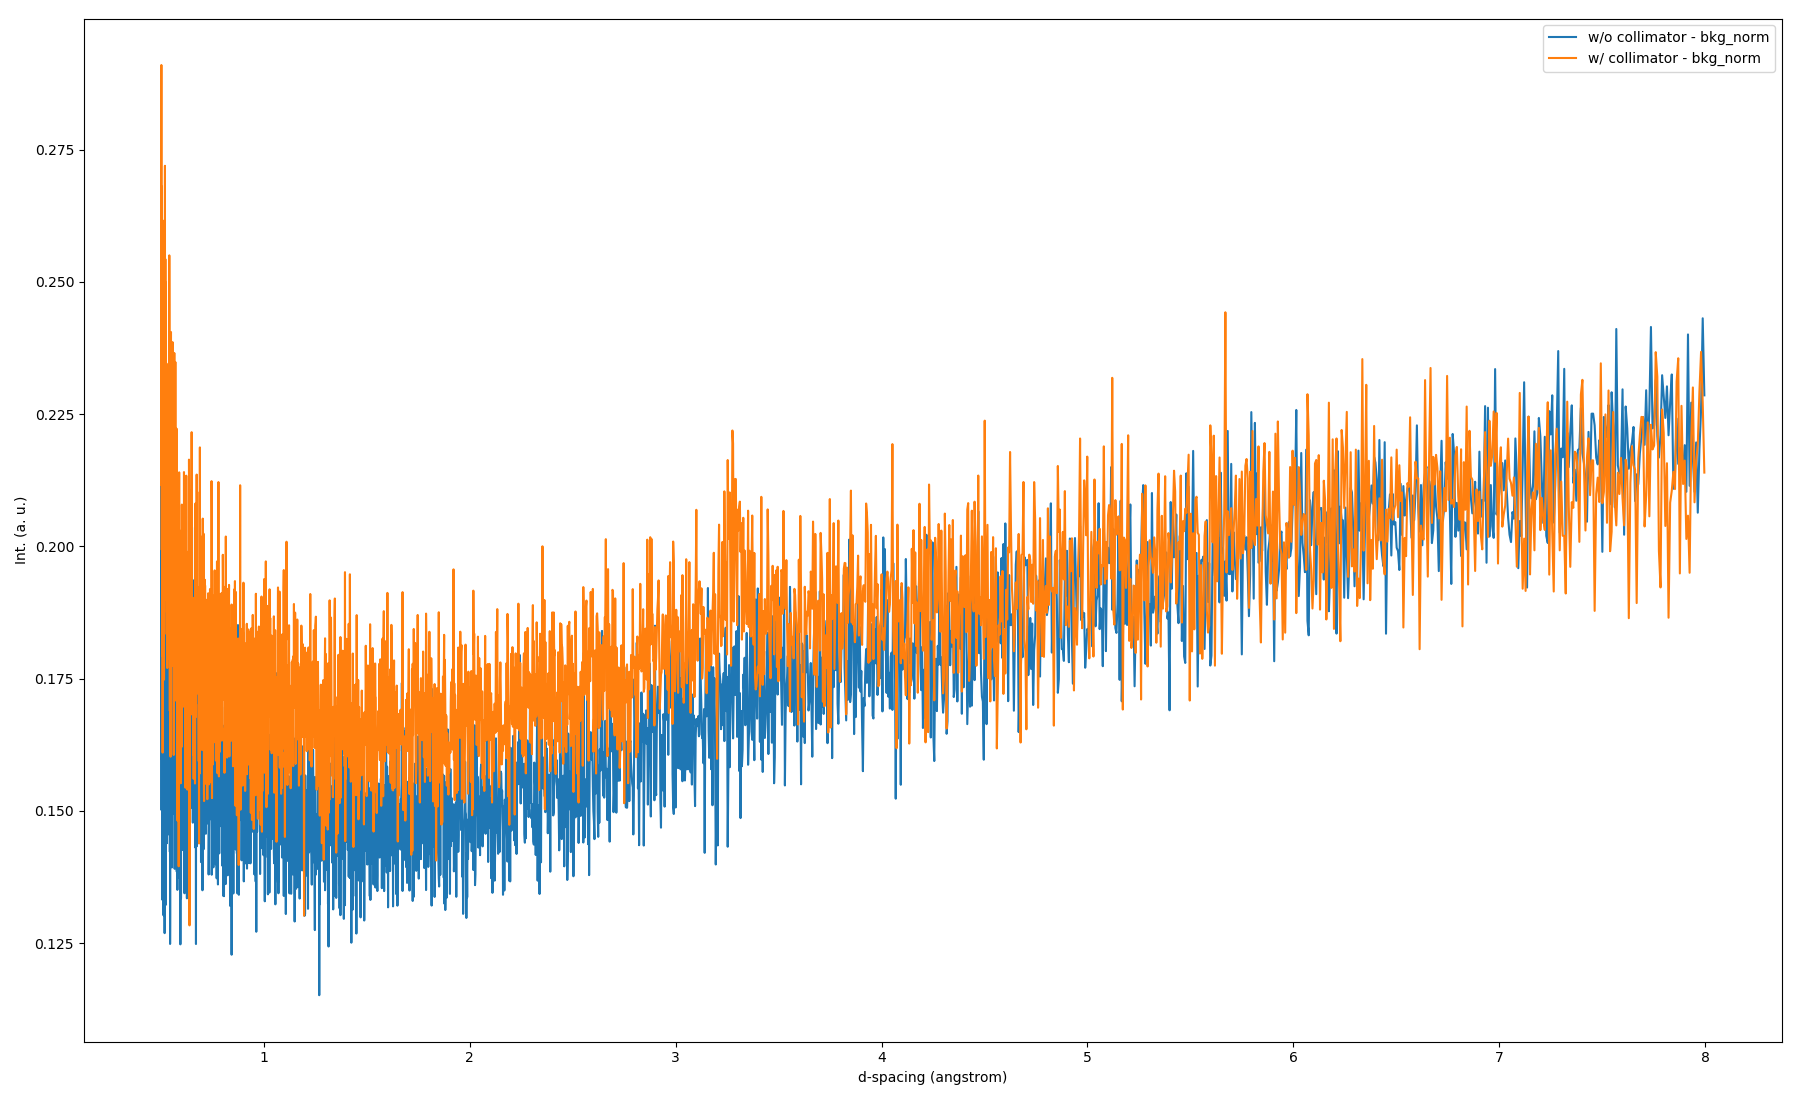 w/o collimator - bkg_norm
w/ collimator - bkg_norm
Int. (a. u.)
0.275
0.250
0.225
0.200
0.175
0.150
0.125
1 2 3 4 5 6 7 8
d-spacing (angstrom)